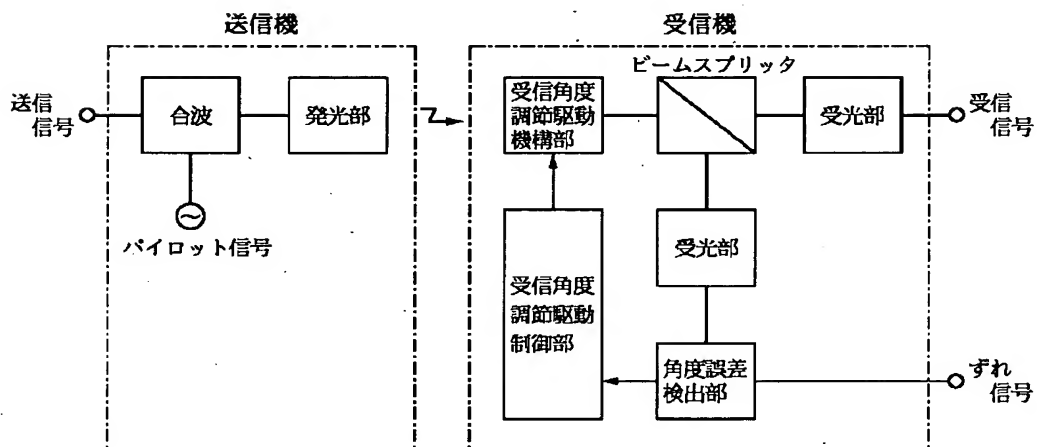 送信機
受信機
送信
信号
合波
発光部
パイロット信号
受信角度
調節駆動
機構部
ビームスプリッタ
受光部
受信
信号
受光部
受信角度
調節駆動
制御部
角度誤差
検出部
ずれ
信号